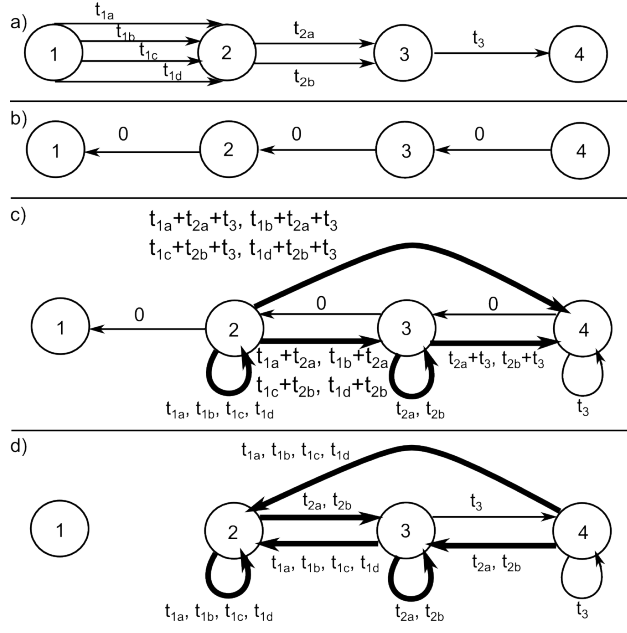 a)
t1a
t1b
t1c
t1d
t2a
t2b
t3
1 2 3 4
b)
0 0 0
1 2 3 4
c)
t1a+t2a+t3, t1b+t2a+t3
t1c+t2b+t3, t1d+t2b+t3
0 0 0
1 2 3 4
t1a+t2a, t1b+t2a
t1c+t2b, t1d+t2b
t2a+t3, t2b+t3
t1a, t1b, t1c, t1d
t2a, t2b
t3
d)
t1a, t1b, t1c, t1d
t2a, t2b
t3
1 2 3 4
t1a, t1b, t1c, t1d
t2a, t2b
t1a, t1b, t1c, t1d
t2a, t2b
t3